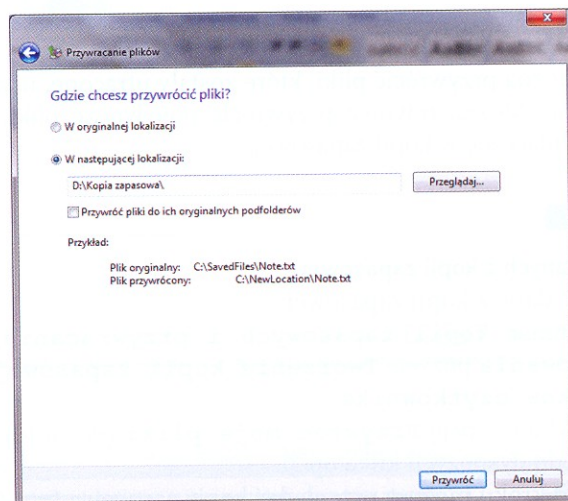 Przywracanie plików
Gdzie chcesz przywrócić pliki?
W oryginalnej lokalizacji
W następującej lokalizacji:
D:\Kopia zapasowa\ Przeglądaj...
Przywróć pliki do ich oryginalnych podfolderów
Przykład:
Plik oryginalny: C:\SavedFiles\Note.txt
Plik przywrócony: C:\NewLocation\Note.txt
Przywróć Anuluj